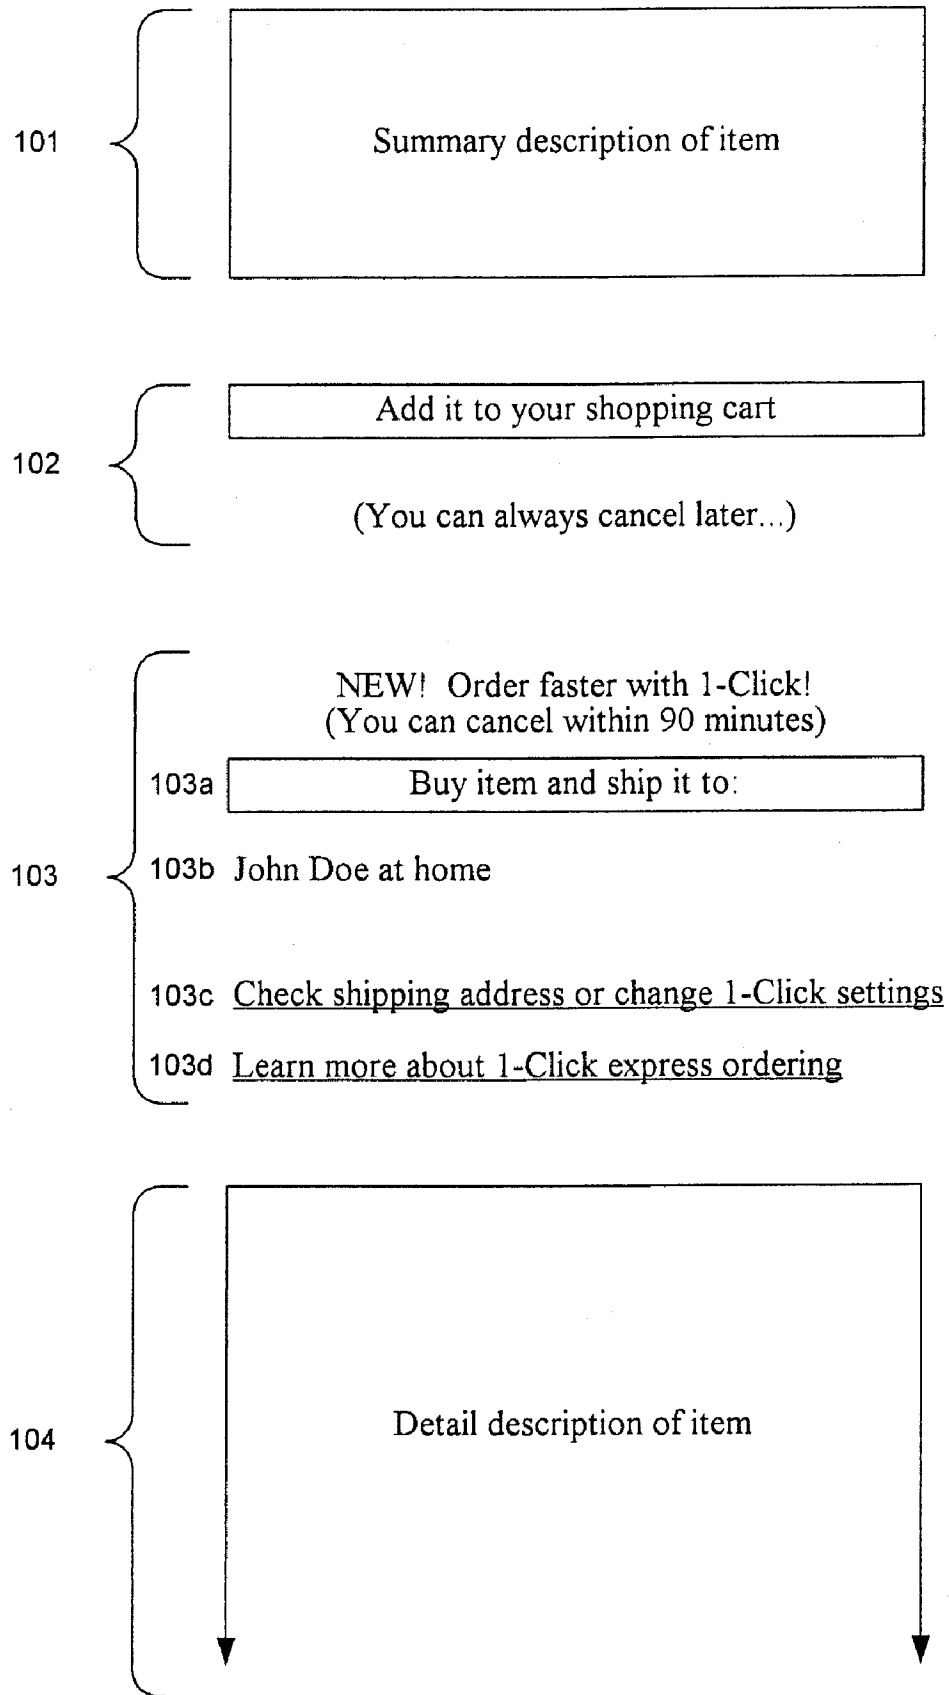 101
Summary description of item
102
Add it to your shopping cart
(You can always cancel later...)
103
NEW! Order faster with 1-Click!
(You can cancel within 90 minutes)
103a Buy item and ship it to:
103b John Doe at home
103c Check shipping address or change 1-Click settings
103d Learn more about 1-Click express ordering
104
Detail description of item